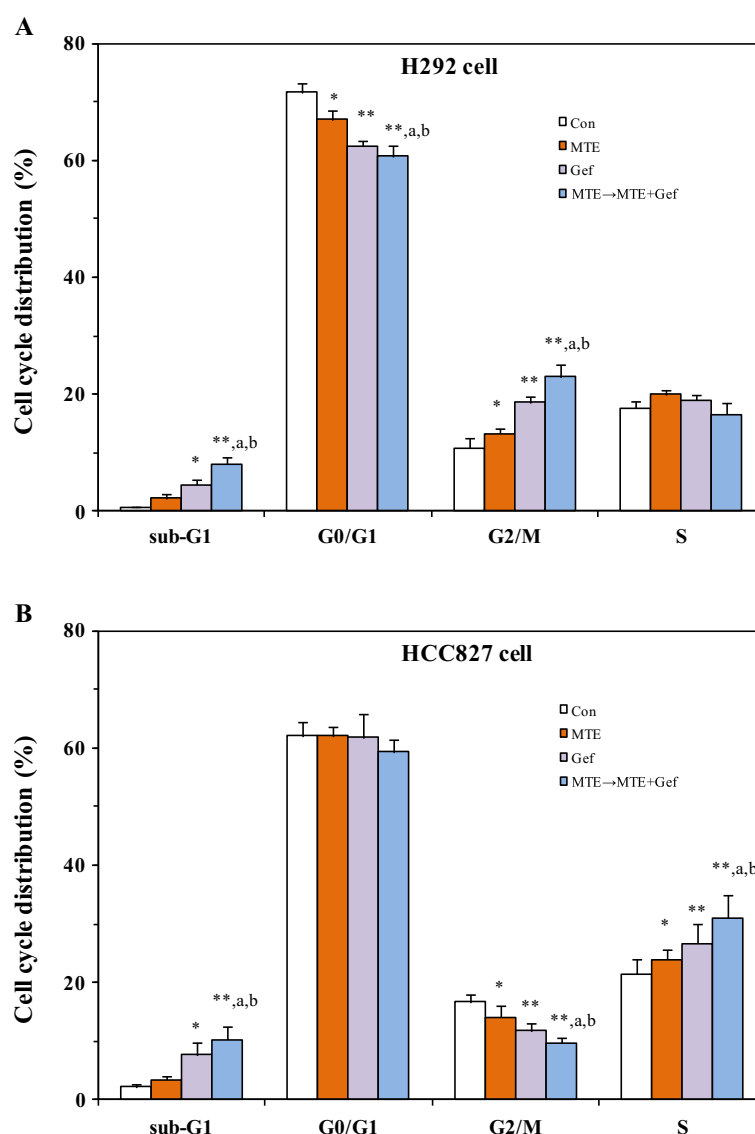 A
80
H292 cell
60
40
20
0
Cell cycle distribution (%)
Con
MTE
Gef
MTE→MTE+Gef
*
**,a,b
*
**
**,a,b
*
**
**,a,b
sub-G1 G0/G1 G2/M S
B
80
HCC827 cell
60
40
20
0
Cell cycle distribution (%)
Con
MTE
Gef
MTE→MTE+Gef
*
**,a,b
*
**
**,a,b
*
**
**,a,b
sub-G1 G0/G1 G2/M S